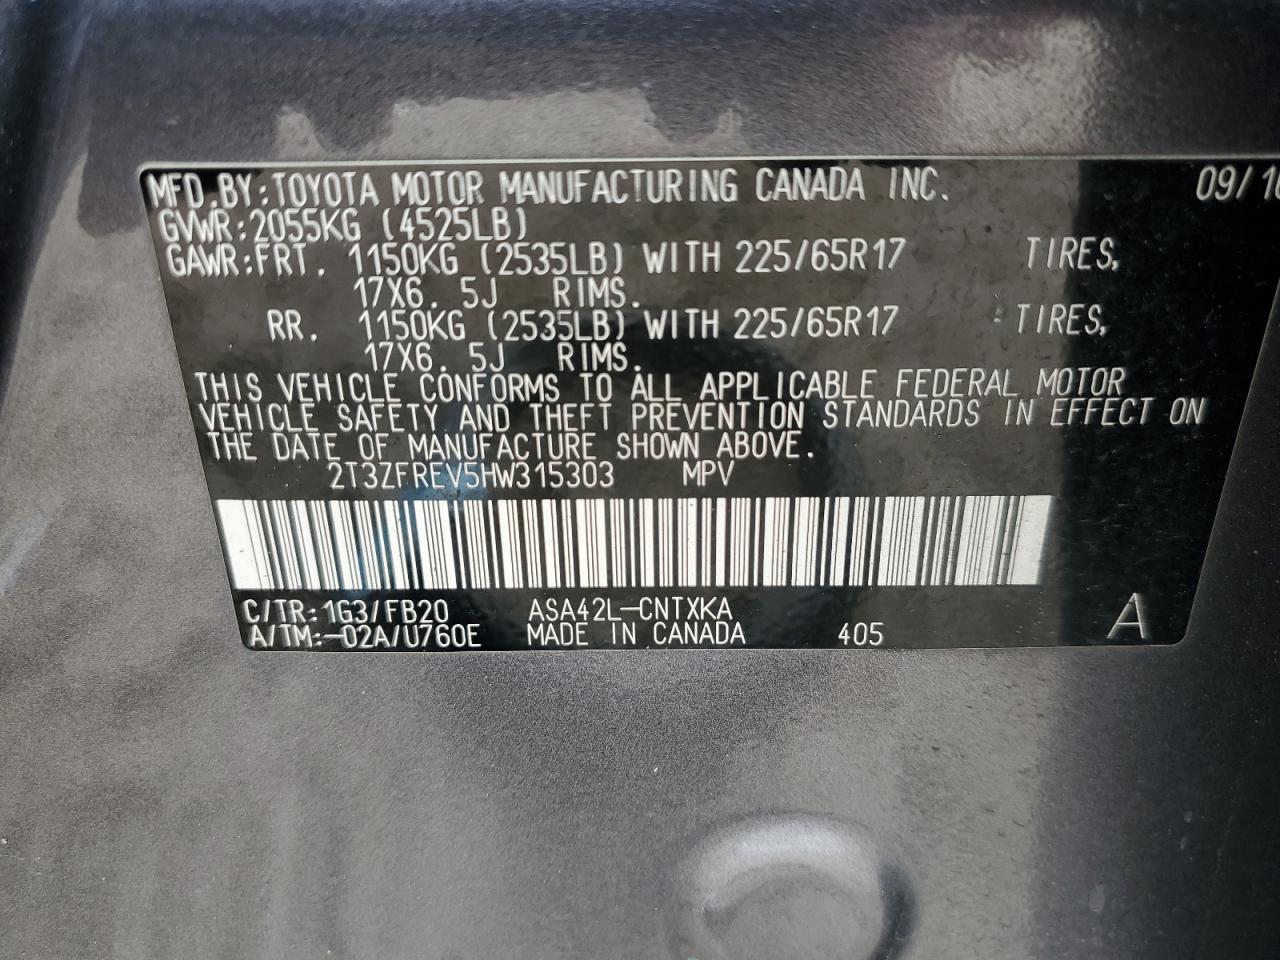 MFD.BY:TOYOTA MOTOR MANUFACTURING CANADA INC. 09/16
GVWR:2055KG (4525LB)
GAWR:FRT. 1150KG (2535LB) WITH 225/65R17 TIRES,
17X6.5J RIMS.
RR. 1150KG (2535LB) WITH 225/65R17 TIRES,
17X6.5J RIMS.
THIS VEHICLE CONFORMS TO ALL APPLICABLE FEDERAL MOTOR
VEHICLE SAFETY AND THEFT PREVENTION STANDARDS IN EFFECT ON
THE DATE OF MANUFACTURE SHOWN ABOVE.
2T3ZFREV5HW315303 MPV
C/TR:1G3/FB20 ASA42L-CNTXKA
A/TM:-02A/U760E MADE IN CANADA 405 A